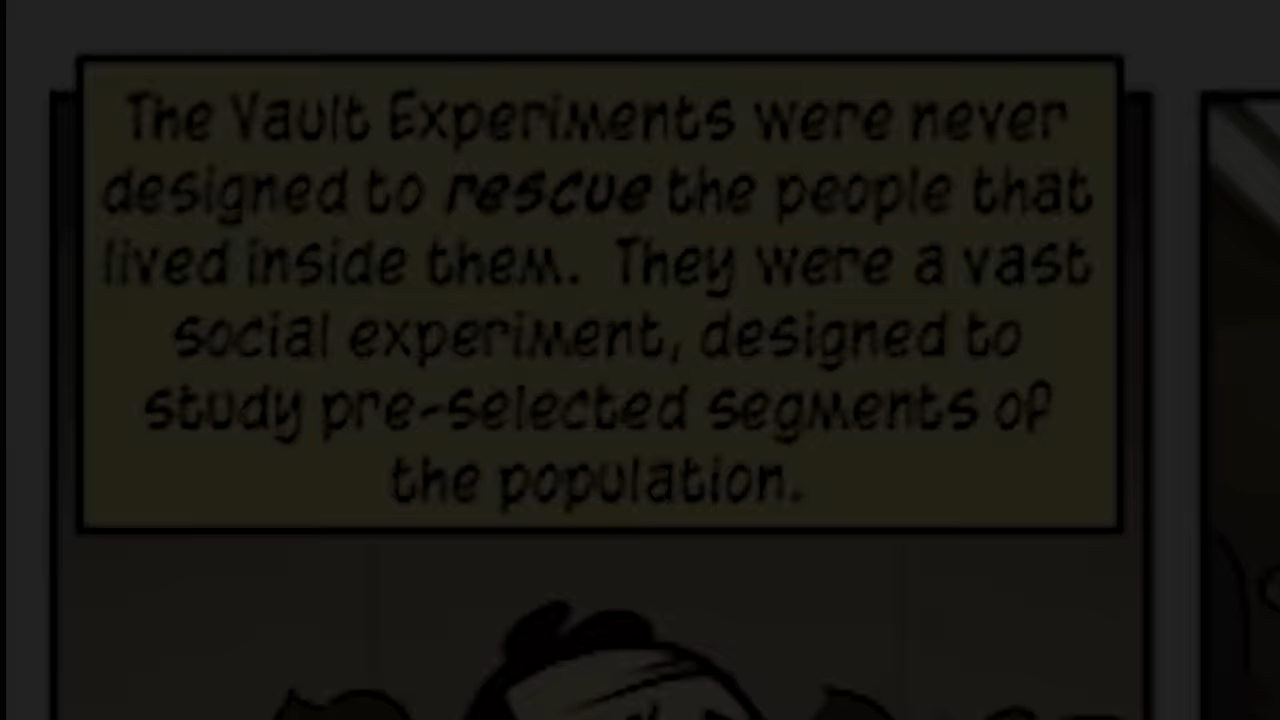 The Vault Experiments were never
designed to rescue the people that
lived inside them. They were a vast
social experiment, designed to
study pre-selected segments of
the population.